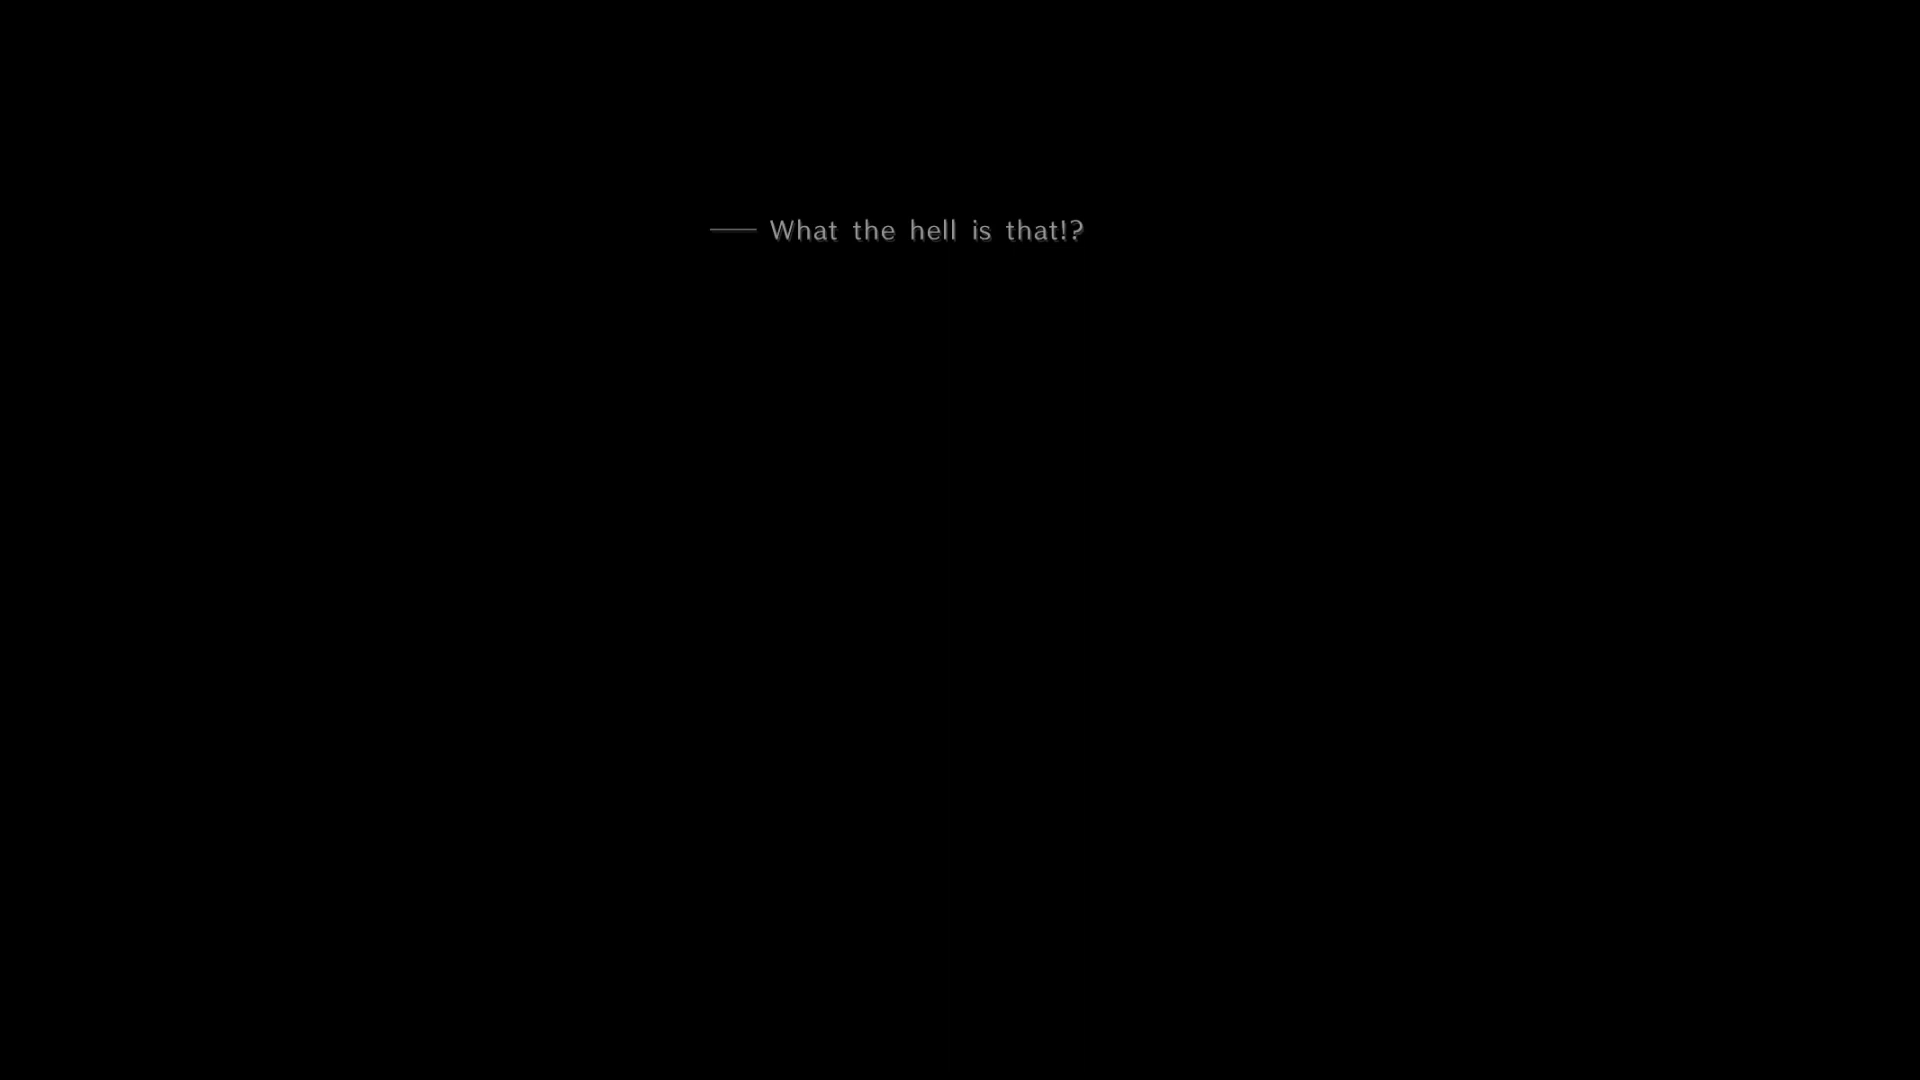 ―― What the hell is that!?